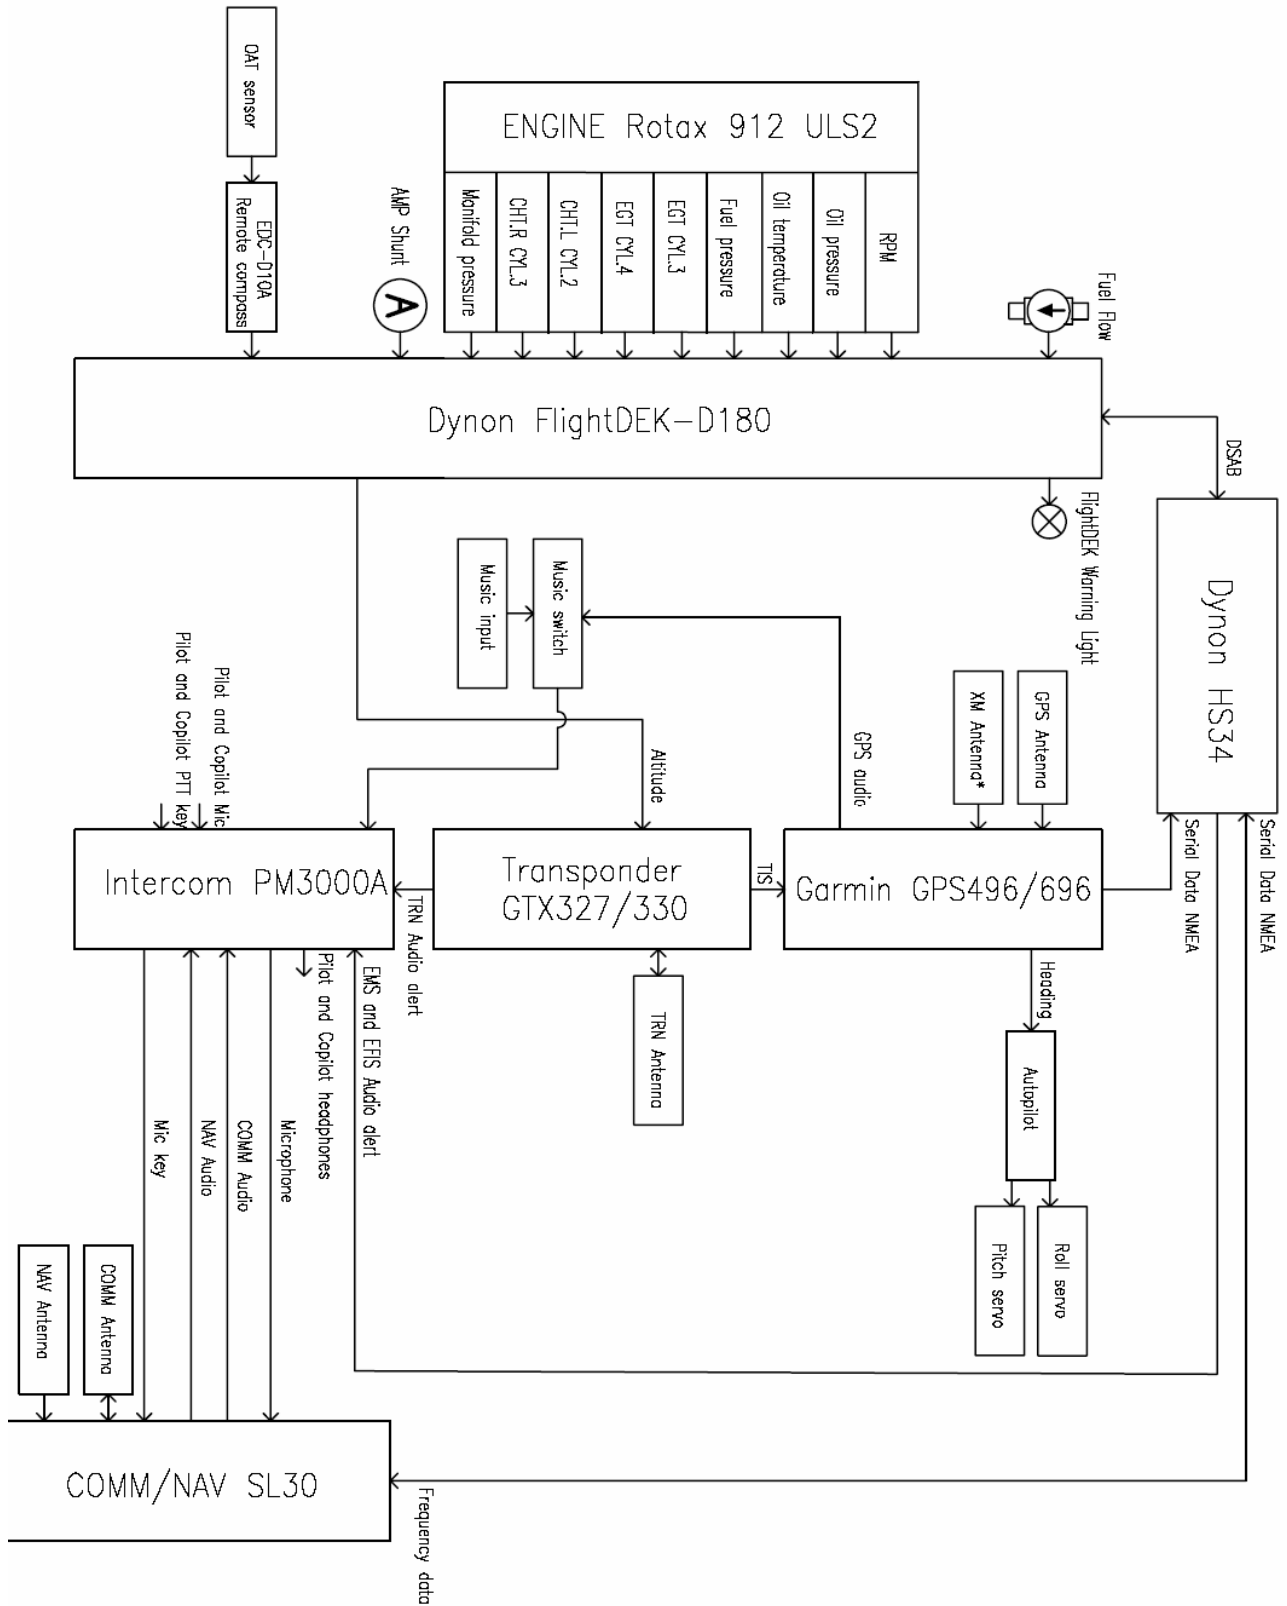 OAT sensor
EDC-D10A
Remote compass
AMP Shunt
A
ENGINE Rotax 912 ULS2
Manifold pressure
CHT.R CYL.3
CHT.L CYL.2
EGT CYL.4
EGT CYL.3
Fuel pressure
Oil temperature
Oil pressure
RPM
Fuel Flow
Dynon FlightDEK-D180
DSAB
FlightDEK Warning Light
Dynon HS34
Music input
Music switch
Pilot and Copilot PTT key
Pilot and Copilot Mic
Altitude
GPS audio
XM Antenna*
GPS Antenna
Serial Data NMEA
Serial Data NMEA
Intercom PM3000A
TRN Audio alert
Transponder
GTX327/330
TIS
Garmin GPS496/696
Pilot and Copilot headphones
EMS and EFIS Audio alert
TRN Antenna
Heading
Autopilot
Pitch servo
Roll servo
Mic key
NAV Audio
COMM Audio
Microphone
NAV Antenna
COMM Antenna
COMM/NAV SL30
Frequency data